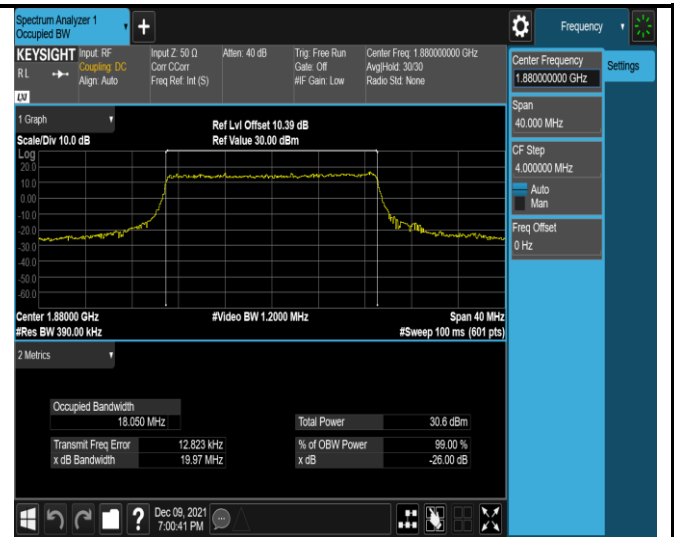 Spectrum Analyzer 1
Occupied BW
+
Frequency
KEYSIGHT
RL
LXI
Input: RF
Coupling: DC
Align: Auto
Input Z: 50 Ω
Corr CCorr
Freq Ref: Int (S)
Atten: 40 dB
Trig: Free Run
Gate: Off
#IF Gain: Low
Center Freq: 1.880000000 GHz
Avg|Hold: 30/30
Radio Std: None
Center Frequency
1.880000000 GHz
Settings
Span
40.000 MHz
CF Step
4.000000 MHz
Auto
Man
Freq Offset
0 Hz
1 Graph
Scale/Div 10.0 dB
Ref Lvl Offset 10.39 dB
Ref Value 30.00 dBm
Log
20.0
10.0
0.00
-10.0
-20.0
-30.0
-40.0
-50.0
-60.0
Center 1.88000 GHz
#Video BW 1.2000 MHz
Span 40 MHz
#Res BW 390.00 kHz
#Sweep 100 ms (601 pts)
2 Metrics
Occupied Bandwidth
18.050 MHz
Total Power 30.6 dBm
Transmit Freq Error 12.823 kHz
% of OBW Power 99.00 %
x dB Bandwidth 19.97 MHz
x dB -26.00 dB
?
Dec 09, 2021
7:00:41 PM